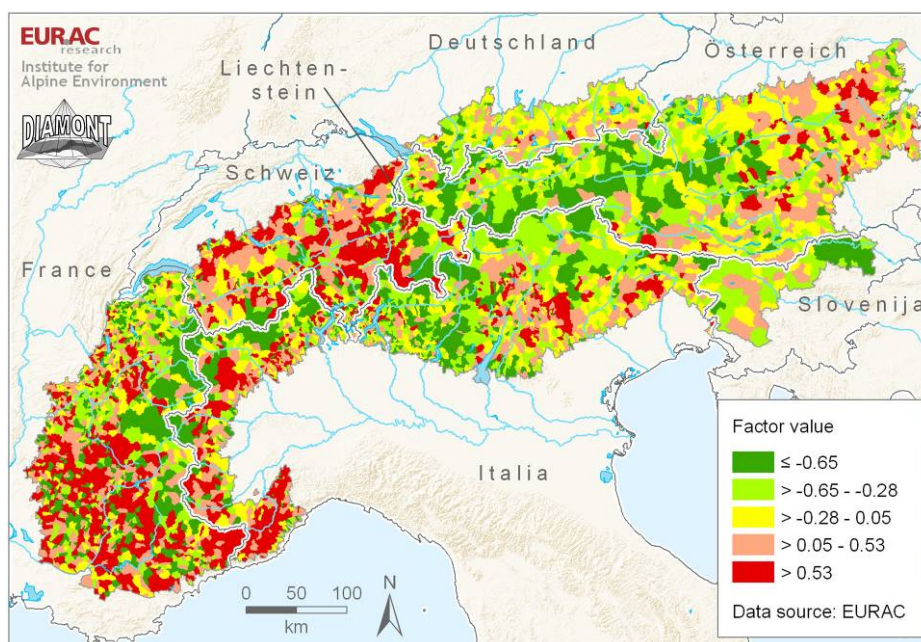 EURAC
research
Institute for
Alpine Environment
DIAMONT
Deutschland
Österreich
Liechten-
stein
Schweiz
France
Slovenija
Italia
Factor value
≤ -0.65
> -0.65 - -0.28
> -0.28 - 0.05
> 0.05 - 0.53
> 0.53
Data source: EURAC
0 50 100
km
N